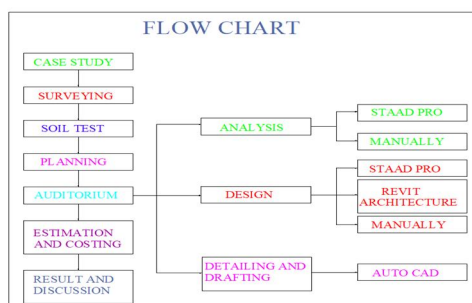 FLOW CHART
CASE STUDY
SURVEYING
SOIL TEST
PLANNING
AUDITORIUM
ESTIMATION
AND COSTING
RESULT AND
DISCUSSION
ANALYSIS
STAAD PRO
MANUALLY
DESIGN
STAAD PRO
REVIT
ARCHITECTURE
MANUALLY
DETAILING AND
DRAFTING
AUTO CAD